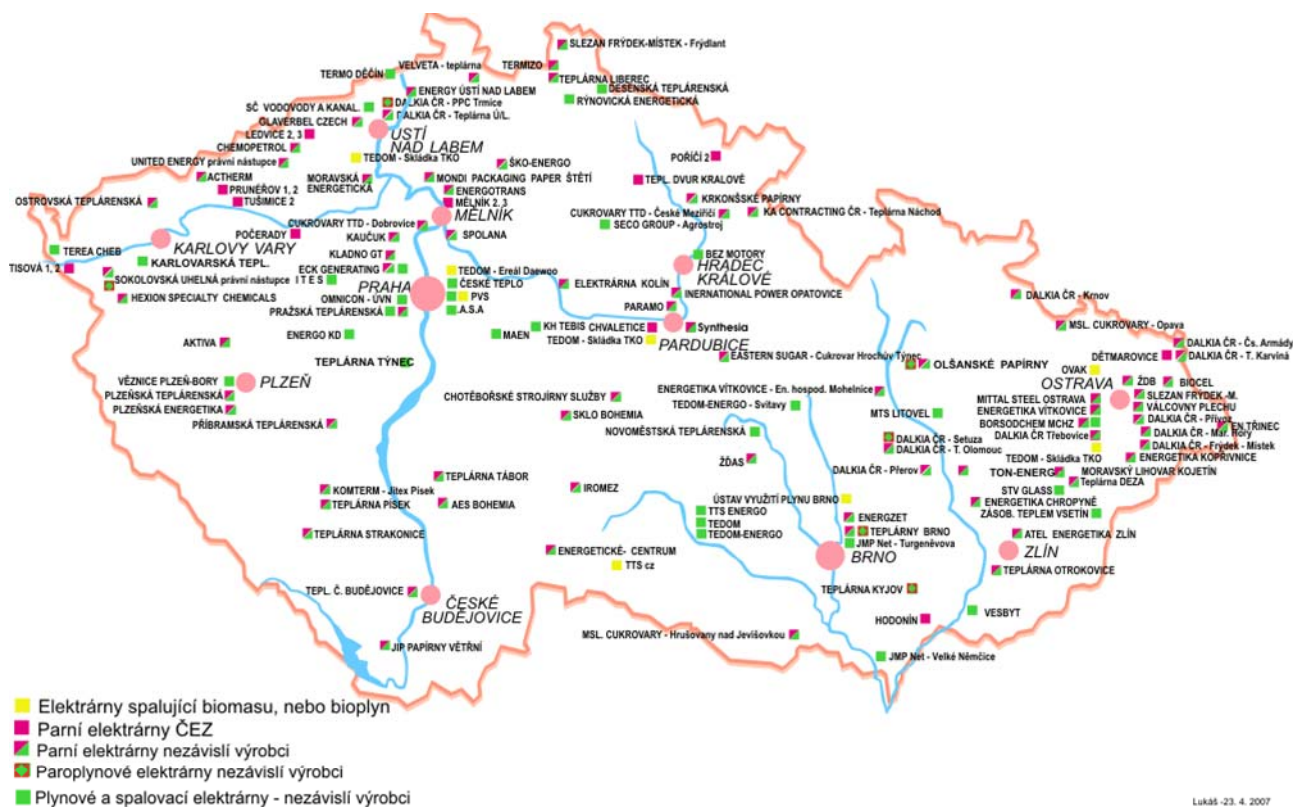 SLEZAN FRÝDEK-MÍSTEK - Frýdlant
VELVETA - teplárna
TERMIZO
TERMO DĚČÍN
TEPLÁRNA LIBEREC
DESENSKÁ TEPLÁRENSKÁ
ENERGY ÚSTÍ NAD LABEM
RÝNOVICKÁ ENERGETICKÁ
DALKIA ČR - PPC Trmice
SČ VODOVODY A KANAL.
DALKIA ČR - Teplárna Ú/L.
GLAVERBEL CZECH
LEDVICE 2, 3
ÚSTÍ
NAD LABEM
CHEMOPETROL
POŘÍČÍ 2
UNITED ENERGY právní nástupce
TEDOM - Skládka TKO
ŠKO-ENERGO
ACTHERM
MORAVSKÁ
ENERGETICKÁ
MONDI PACKAGING PAPER ŠTĚTÍ
TEPL. DVUR KRALOVÉ
PRUNÉŘOV 1, 2
ENERGOTRANS
OSTROVSKÁ TEPLÁRENSKÁ
TUŠIMICE 2
MĚLNÍK 2, 3
KRKONŠSKÉ PAPÍRNY
MĚLNÍK
CUKROVARY TTD - České Meziříčí
KA CONTRACTING ČR - Teplárna Náchod
CUKROVARY TTD - Dobrovice
SECO GROUP - Agrostroj
POČERADY
KAUČUK
SPOLANA
KARLOVY VARY
TEREA CHEB
KARLOVARSKÁ TEPL.
KLADNO GT
BEZ MOTORY
HRADEC
KRÁLOVÉ
TISOVÁ 1, 2
ECK GENERATING
TEDOM - Ereál Daewoo
SOKOLOVSKÁ UHELNÁ právní nástupce I T E S
PRAHA
ČESKÉ TEPLO
ELEKTRÁRNA KOLÍN
INERNATIONAL POWER OPATOVICE
HEXION SPECIALTY CHEMICALS
OMNICON - ÚVN
PVS
PARAMO
DALKIA ČR - Krnov
PRAŽSKÁ TEPLÁRENSKÁ
.A.S.A
KH TEBIS
CHVALETICE
Synthesia
MSL. CUKROVARY - Opava
ENERGO KD
MAEN
TEDOM - Skládka TKO
PARDUBICE
AKTIVA
DALKIA ČR - Čs. Armády
TEPLÁRNA TÝNEC
EASTERN SUGAR - Cukrovar Hrochův Týnec
OLŠANSKÉ PAPÍRNY
DĚTMAROVICE
DALKIA ČR - T. Karviná
OVAK
VĚZNICE PLZEŇ-BORY
PLZEŇ
OSTRAVA
ŽDB
BIOCEL
PLZEŇSKÁ TEPLÁRENSKÁ
CHOTĚBOŘSKÉ STROJÍRNY SLUŽBY
ENERGETIKA VÍTKOVICE - En. hospod. Mohelnice
MITTAL STEEL OSTRAVA
SLEZAN FRÝDEK -M.
PLZEŇSKÁ ENERGETIKA
TEDOM-ENERGO - Svitavy
ENERGETIKA VÍTKOVICE
VÁLCOVNY PLECHU
SKLO BOHEMIA
MTS LITOVEL
BORSODCHEM MCHZ
DALKIA ČR - Přívoz
PŘÍBRAMSKÁ TEPLÁRENSKÁ
NOVOMĚSTSKÁ TEPLÁRENSKÁ
EN.TŘINEC
DALKIA ČR Třebovice
DALKIA ČR - Mar. Hory
DALKIA ČR - Setuza
DALKIA ČR - T. Olomouc
DALKIA ČR - Frýdek - Místek
ŽĎAS
TEDOM - Skládka TKO
ENERGETIKA KOPŘIVNICE
DALKIA ČR - Přerov
TON-ENERGO
MORAVSKÝ LIHOVAR KOJETÍN
TEPLÁRNA TÁBOR
Teplárna DEZA
KOMTERM - Jitex Písek
IROMEZ
STV GLASS
TEPLÁRNA PÍSEK
AES BOHEMIA
ÚSTAV VYUŽITÍ PLYNU BRNO
ENERGETIKA CHROPYNĚ
TTS ENERGO
ZÁSOB. TEPLEM VSETÍN
ENERGZET
TEDOM
TEPLÁRNA STRAKONICE
TEDOM-ENERGO
TEPLÁRNY BRNO
ATEL ENERGETIKA ZLÍN
JMP Net - Turgeněvova
ENERGETICKÉ- CENTRUM
BRNO
ZLÍN
TTS cz
TEPLÁRNA OTROKOVICE
TEPL. Č. BUDĚJOVICE
ČESKÉ
BUDĚJOVICE
TEPLÁRNA KYJOV
VESBYT
HODONÍN
MSL. CUKROVARY - Hrušovany nad Jevišovkou
JIP PAPÍRNY VĚTŘNÍ
JMP Net - Velké Němčice
Elektrárny spalující biomasu, nebo bioplyn
Parní elektrárny ČEZ
Parní elektrárny nezávislí výrobci
Paroplynové elektrárny nezávislí výrobci
Plynové a spalovací elektrárny - nezávislí výrobci
Lukáš -23. 4. 2007